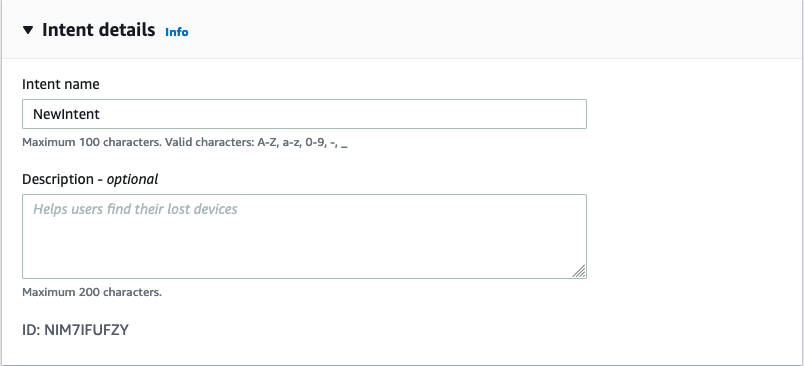 Intent details Info
Intent name
NewIntent
Maximum 100 characters. Valid characters: A-Z, a-z, 0-9, -, _
Description - optional
Helps users find their lost devices
Maximum 200 characters.
ID: NIM7IFUFZY